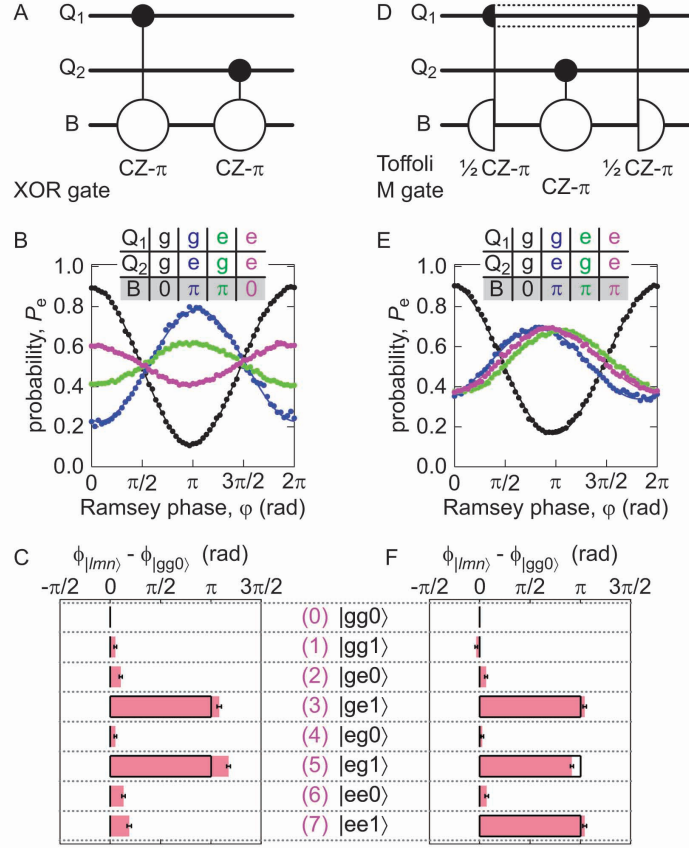 A
Q1
Q2
B
CZ-π CZ-π
XOR gate
D
Q1
Q2
B
Toffoli
M gate
½ CZ-π ½ CZ-π
CZ-π
B
Q1 g g e e
Q2 g e g e
B 0 π π 0
1.0
0.8
0.6
0.4
0.2
0.0
probability, Pe
0 π/2 π 3π/2 2π
Ramsey phase, φ (rad)
E
Q1 g g e e
Q2 g e g e
B 0 π π π
1.0
0.8
0.6
0.4
0.2
0.0
probability, Pe
0 π/2 π 3π/2 2π
Ramsey phase, φ (rad)
C
ϕ|lmn⟩ - ϕ|gg0⟩ (rad)
-π/2 0 π/2 π 3π/2
(0) |gg0⟩
(1) |gg1⟩
(2) |ge0⟩
(3) |ge1⟩
(4) |eg0⟩
(5) |eg1⟩
(6) |ee0⟩
(7) |ee1⟩
F
ϕ|lmn⟩ - ϕ|gg0⟩ (rad)
-π/2 0 π/2 π 3π/2